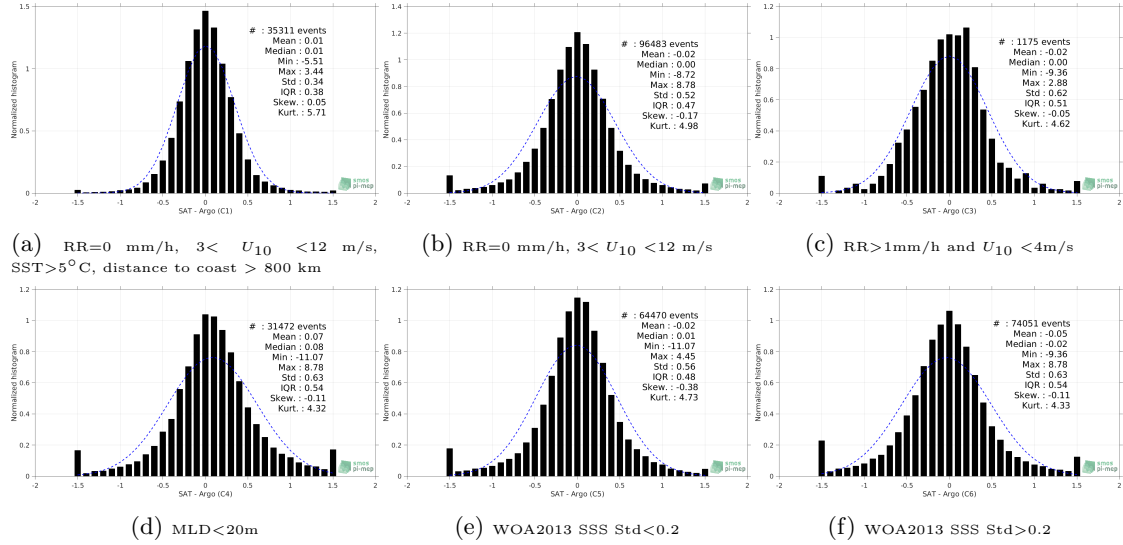 1.5
1
0.5
0
Normalized histogram
# : 35311 events
Mean : 0.01
Median : 0.01
Min : -5.51
Max : 3.44
Std : 0.34
IQR : 0.38
Skew. : 0.05
Kurt. : 5.71
smos
pi-mep
-2 -1.5 -1 -0.5 0 0.5 1 1.5 2
SAT - Argo (C1)
(a) RR=0 mm/h, 3< U10 <12 m/s,
SST>5°C, distance to coast > 800 km
1.4
1.2
1
0.8
0.6
0.4
0.2
0
Normalized histogram
# : 96483 events
Mean : -0.02
Median : 0.00
Min : -8.72
Max : 8.78
Std : 0.52
IQR : 0.47
Skew. : -0.17
Kurt. : 4.98
smos
pi-mep
-2 -1.5 -1 -0.5 0 0.5 1 1.5 2
SAT - Argo (C2)
(b) RR=0 mm/h, 3< U10 <12 m/s
1.2
1
0.8
0.6
0.4
0.2
0
Normalized histogram
# : 1175 events
Mean : -0.02
Median : 0.00
Min : -9.36
Max : 2.88
Std : 0.62
IQR : 0.51
Skew. : -0.05
Kurt. : 4.62
smos
pi-mep
-2 -1.5 -1 -0.5 0 0.5 1 1.5 2
SAT - Argo (C3)
(c) RR>1mm/h and U10 <4m/s
1.2
1
0.8
0.6
0.4
0.2
0
Normalized histogram
# : 31472 events
Mean : 0.07
Median : 0.08
Min : -11.07
Max : 8.78
Std : 0.63
IQR : 0.54
Skew. : -0.11
Kurt. : 4.32
smos
pi-mep
-2 -1.5 -1 -0.5 0 0.5 1 1.5 2
SAT - Argo (C4)
(d) MLD<20m
1.2
1
0.8
0.6
0.4
0.2
0
Normalized histogram
# : 64470 events
Mean : -0.02
Median : 0.01
Min : -11.07
Max : 4.45
Std : 0.56
IQR : 0.48
Skew. : -0.38
Kurt. : 4.73
smos
pi-mep
-2 -1.5 -1 -0.5 0 0.5 1 1.5 2
SAT - Argo (C5)
(e) WOA2013 SSS Std<0.2
1.2
1
0.8
0.6
0.4
0.2
0
Normalized histogram
# : 74051 events
Mean : -0.05
Median : -0.02
Min : -9.36
Max : 8.78
Std : 0.63
IQR : 0.54
Skew. : -0.11
Kurt. : 4.33
smos
pi-mep
-2 -1.5 -1 -0.5 0 0.5 1 1.5 2
SAT - Argo (C6)
(f) WOA2013 SSS Std>0.2